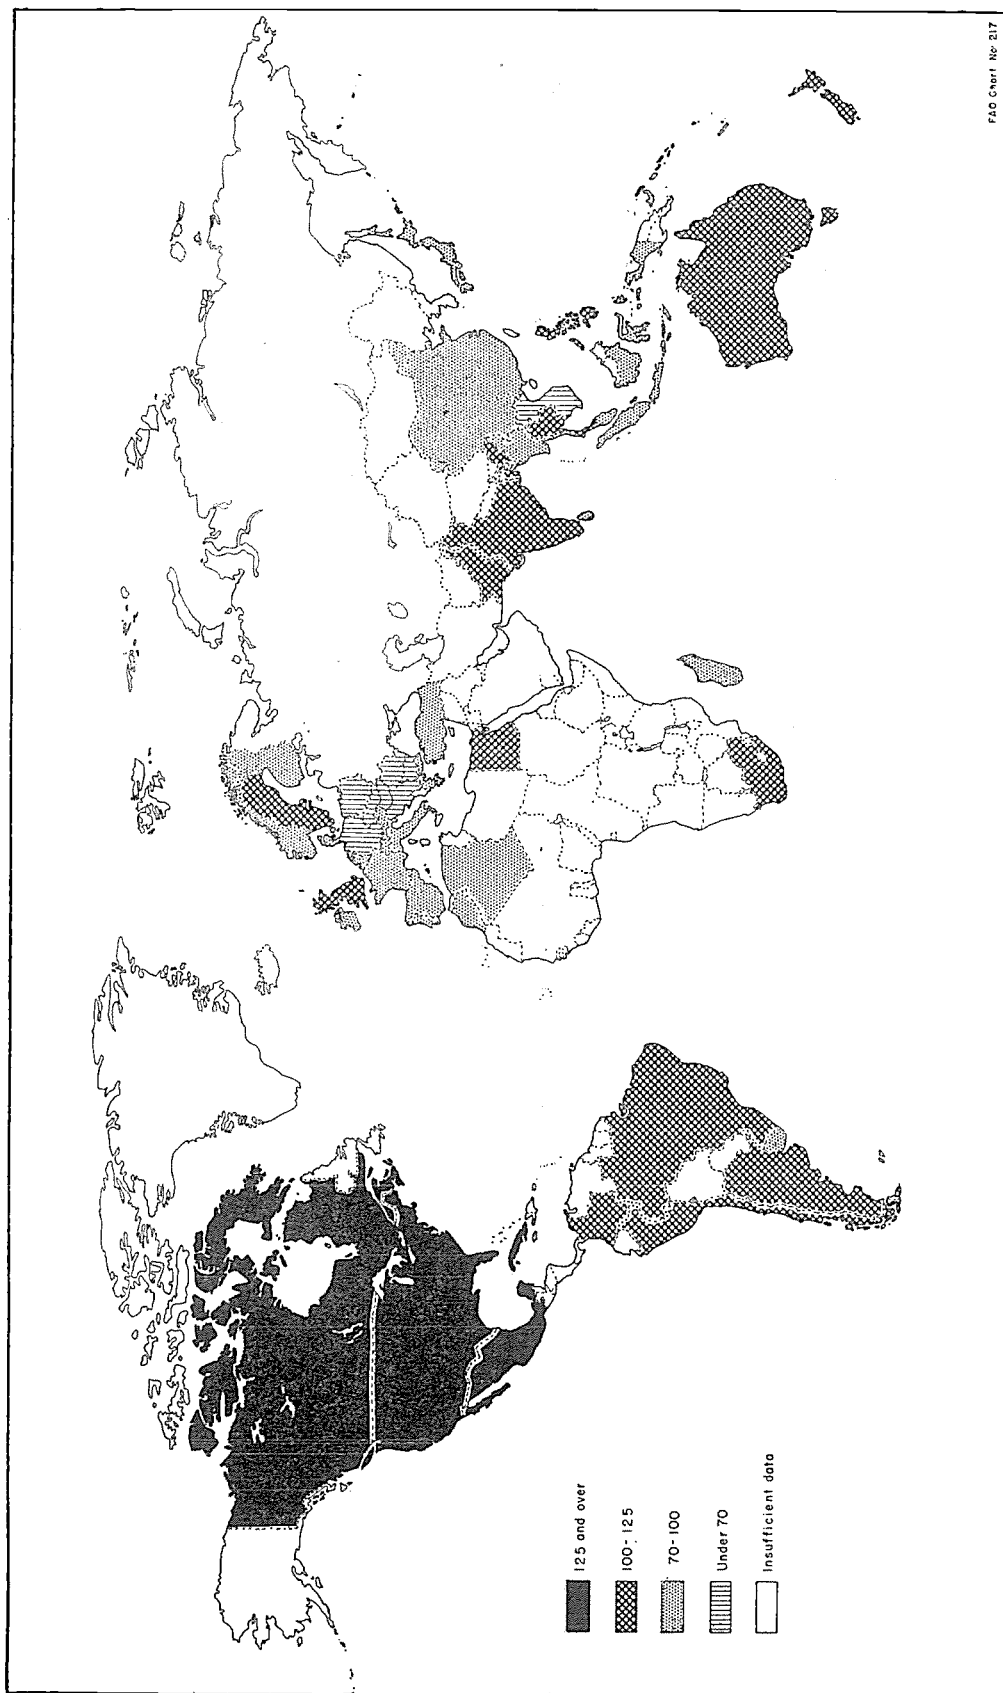 125 and over
100-125
70-100
Under 70
Insufficient data
FAO Chart No 217